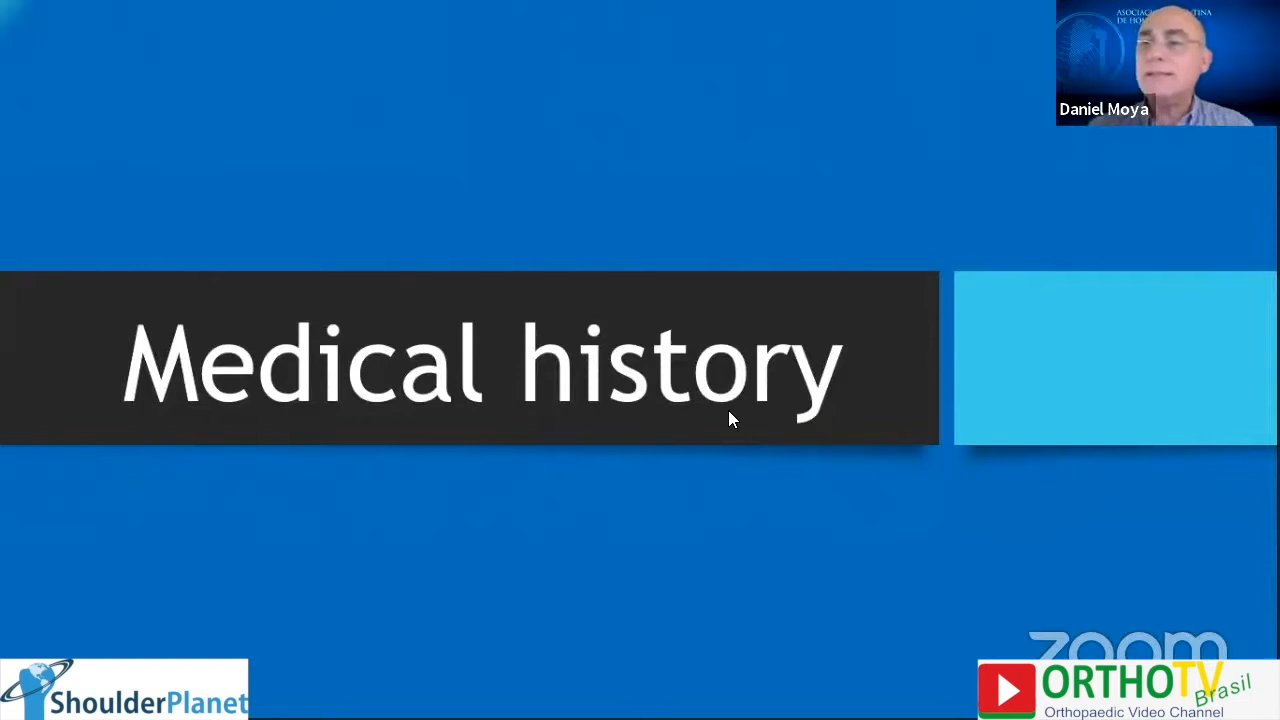 Daniel Moya
Medical history
zoom
ShoulderPlanet
ORTHOTV
Brasil
Orthopaedic Video Channel